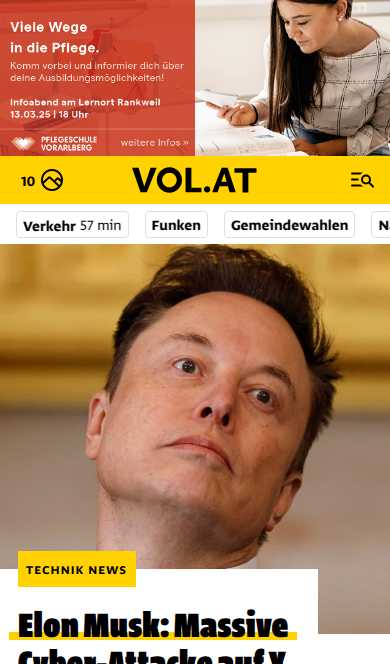 Viele Wege
in die Pflege.
Komm vorbei und informier dich über
deine Ausbildungsmöglichkeiten!
Infoabend am Lernort Rankweil
13.03.25 | 18 Uhr
PFLEGESCHULE
VORARLBERG
weitere Infos »
10
VOL.AT
Verkehr 57 min
Funken
Gemeindewahlen
TECHNIK NEWS
Elon Musk: Massive
Cyber-Attacke auf X